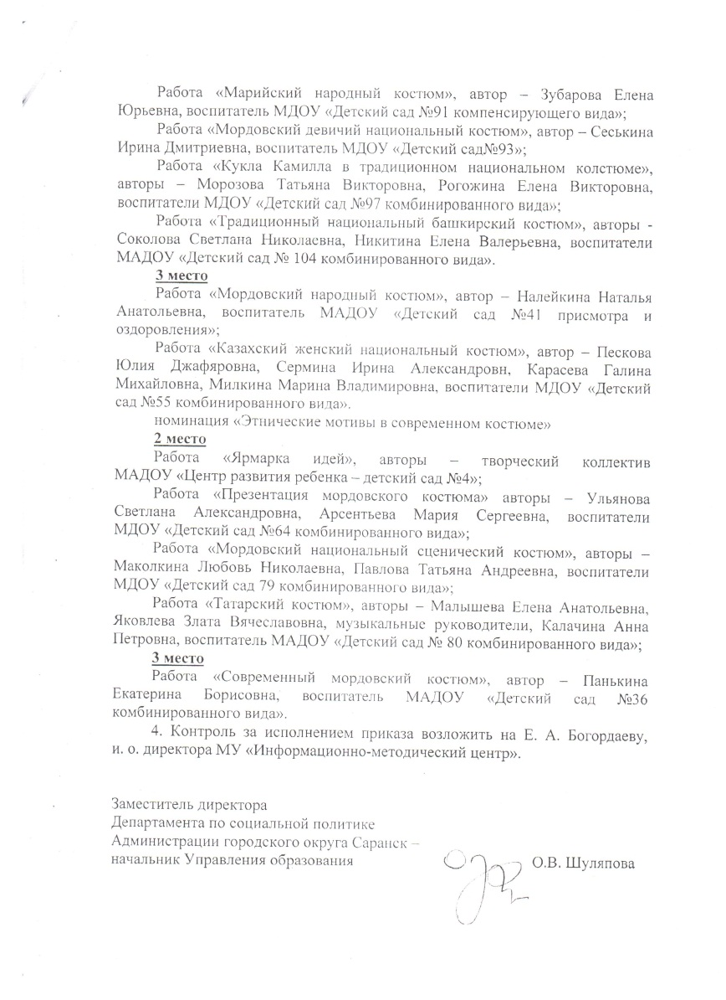 Работа «Марийский народный костюм», автор – Зубарова Елена
Юрьевна, воспитатель МДОУ «Детский сад №91 компенсирующего вида»;
Работа «Мордовский девичий национальный костюм», автор – Сеськина
Ирина Дмитриевна, воспитатель МДОУ «Детский сад№93»;
Работа «Кукла Камилла в традиционном национальном колстюме»,
авторы – Морозова Татьяна Викторовна, Рогожина Елена Викторовна,
воспитатели МДОУ «Детский сад №97 комбинированного вида»;
Работа «Традиционный национальный башкирский костюм», авторы -
Соколова Светлана Николаевна, Никитина Елена Валерьевна, воспитатели
МАДОУ «Детский сад № 104 комбинированного вида».
3 место
Работа «Мордовский народный костюм», автор – Налейкина Наталья
Анатольевна, воспитатель МАДОУ «Детский сад №41 присмотра и
оздоровления»;
Работа «Казахский женский национальный костюм», автор – Пескова
Юлия Джафяровна, Сермина Ирина Александровн, Карасева Галина
Михайловна, Милкина Марина Владимировна, воспитатели МДОУ «Детский
сад №55 комбинированного вида».
номинация «Этнические мотивы в современном костюме»
2 место
Работа «Ярмарка идей», авторы – творческий коллектив
МАДОУ «Центр развития ребенка – детский сад №4»;
Работа «Презентация мордовского костюма» авторы – Ульянова
Светлана Александровна, Арсентьева Мария Сергеевна, воспитатели
МДОУ «Детский сад №64 комбинированного вида»;
Работа «Мордовский национальный сценический костюм», авторы –
Маколкина Любовь Николаевна, Павлова Татьяна Андреевна, воспитатели
МДОУ «Детский сад 79 комбинированного вида»;
Работа «Татарский костюм», авторы – Малышева Елена Анатольевна,
Яковлева Злата Вячеславовна, музыкальные руководители, Калачина Анна
Петровна, воспитатель МАДОУ «Детский сад № 80 комбинированного вида»;
3 место
Работа «Современный мордовский костюм», автор – Панькина
Екатерина Борисовна, воспитатель МАДОУ «Детский сад №36
комбинированного вида».
4. Контроль за исполнением приказа возложить на Е. А. Богордаеву,
и. о. директора МУ «Информационно-методический центр».
Заместитель директора
Департамента по социальной политике
Администрации городского округа Саранск –
начальник Управления образования О.В. Шуляпова